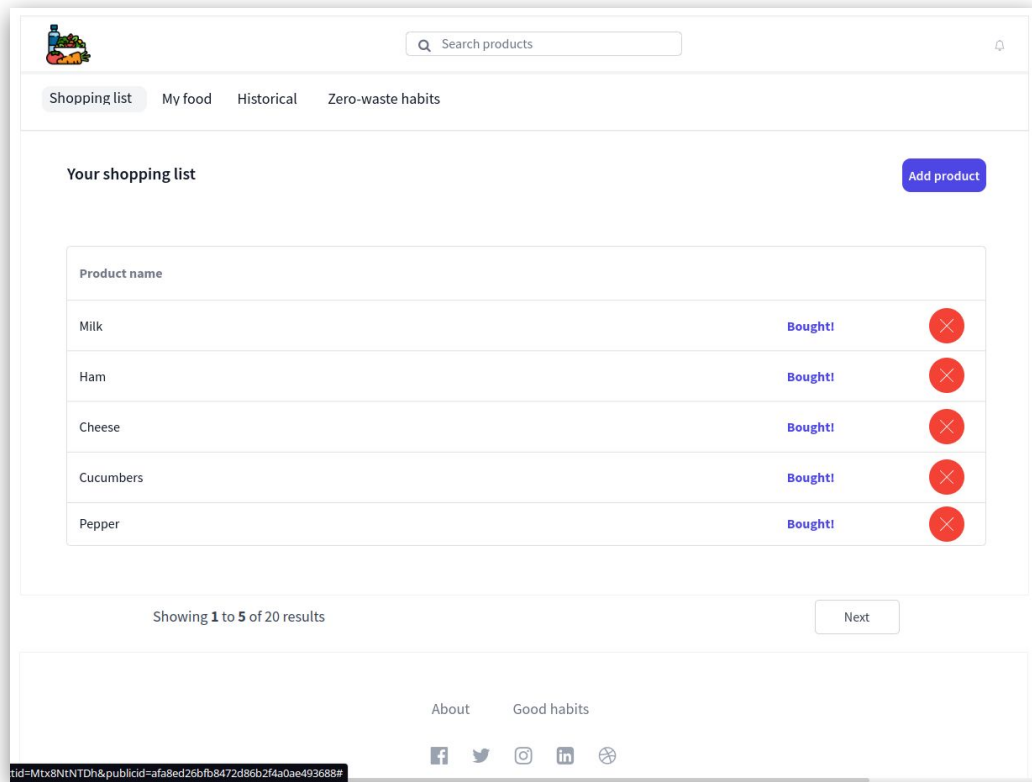 Search products
Shopping list My food Historical Zero-waste habits
Your shopping list
Add product
Product name
Milk Bought!
Ham Bought!
Cheese Bought!
Cucumbers Bought!
Pepper Bought!
Showing 1 to 5 of 20 results
Next
About Good habits
tid=Mtx8NtNTDh&publicid=afa8ed26bfb8472d86b2f4a0ae493688#